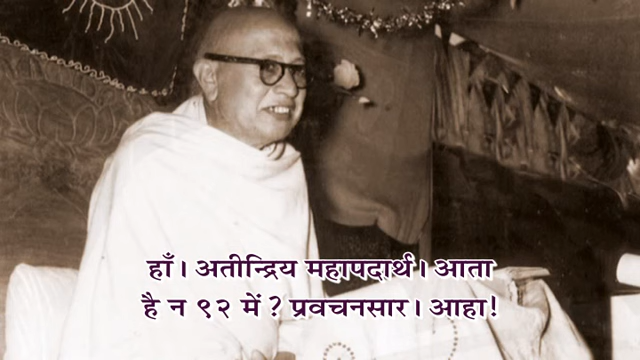 हाँ। अतीन्द्रिय महापदार्थ। आता
है न ९२ में? प्रवचनसार। आहा!